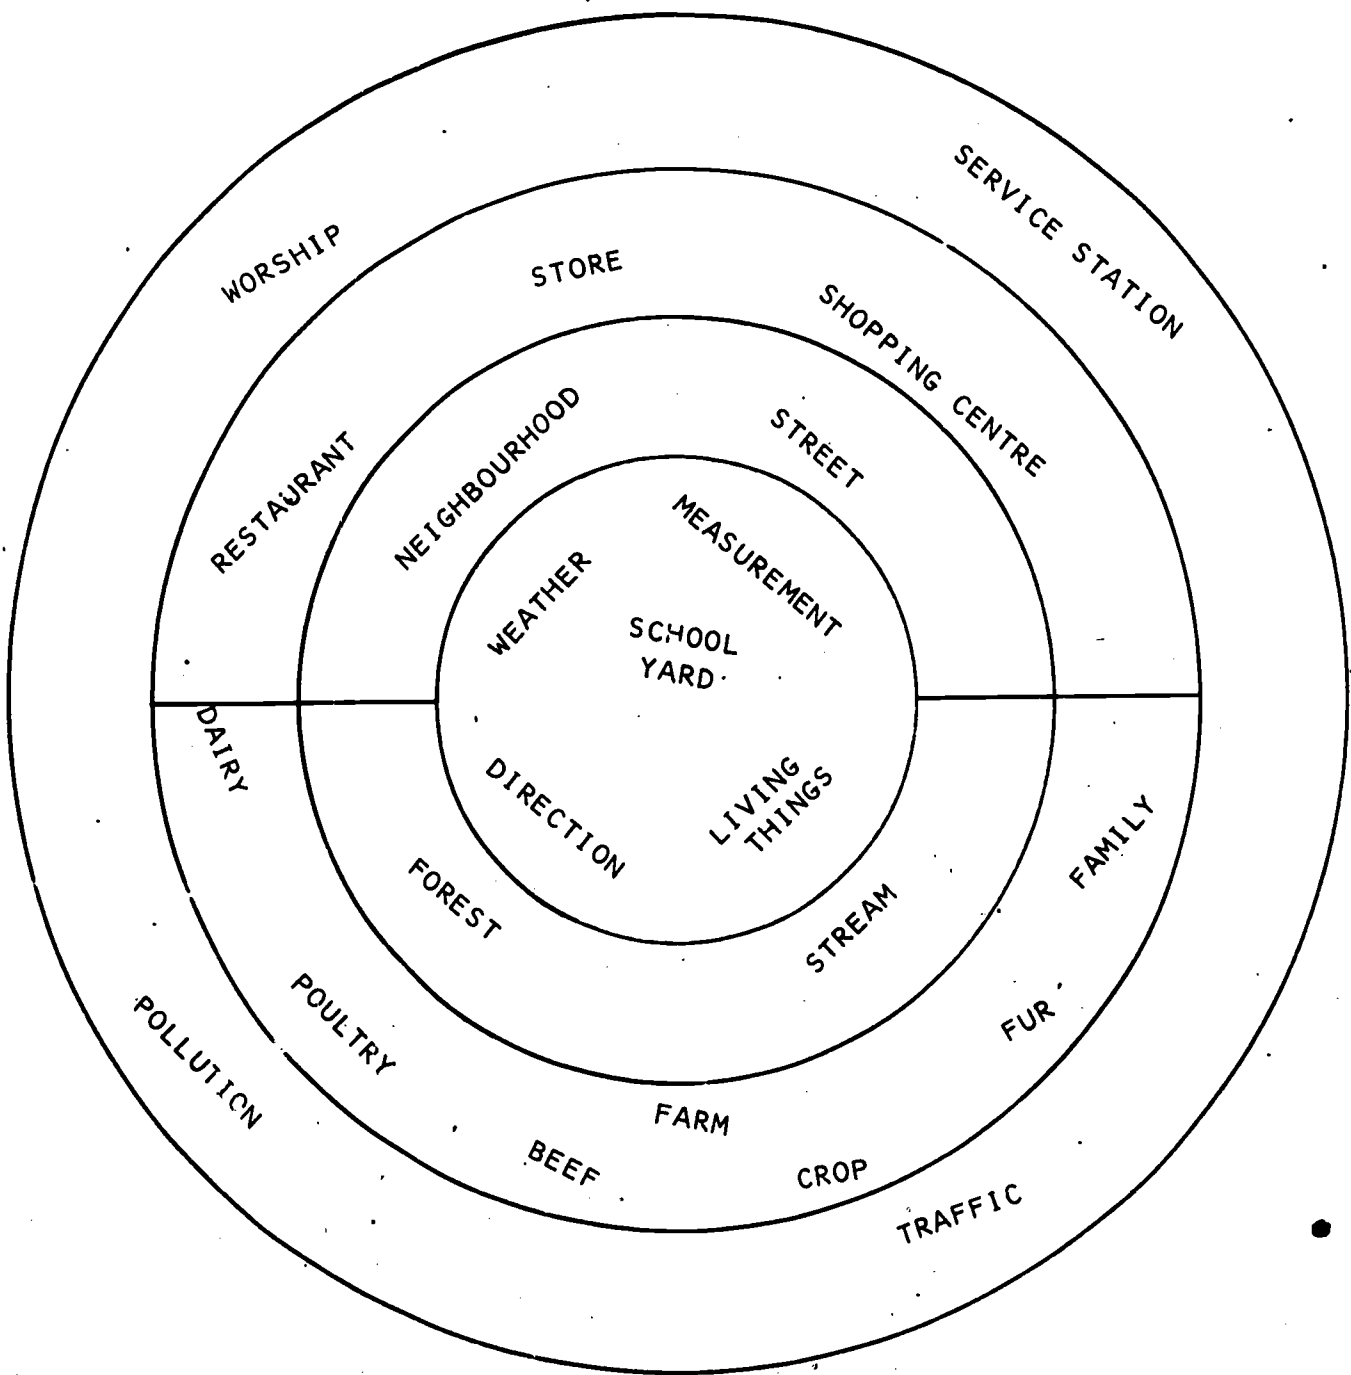 SERVICE STATION
WORSHIP
STORE
SHOPPING CENTRE
RESTAURANT
NEIGHBOURHOOD
STREET
WEATHER
MEASUREMENT
SCHOOL
YARD
DAIRY
DIRECTION
LIVING
THINGS
FAMILY
FOREST
STREAM
POULTRY
FUR
POLLUTION
FARM
BEEF
CROP
TRAFFIC